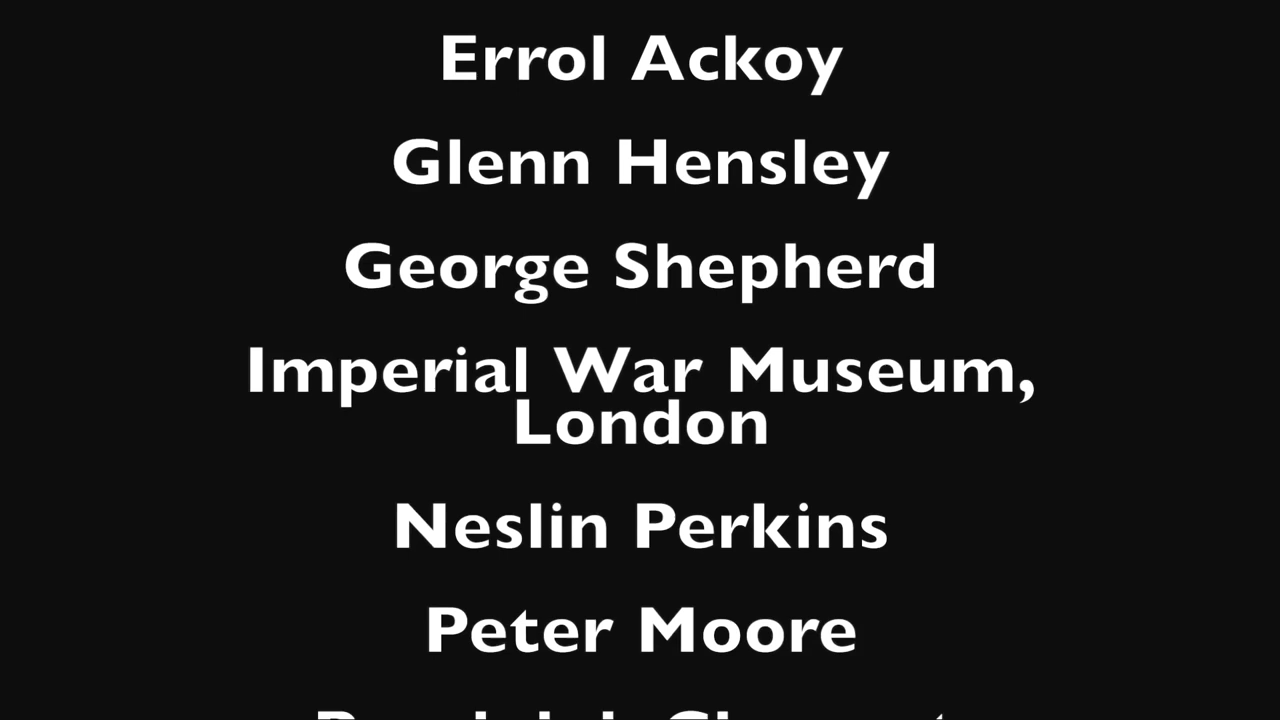 Errol Ackoy
Glenn Hensley
George Shepherd
Imperial War Museum,
London
Neslin Perkins
Peter Moore